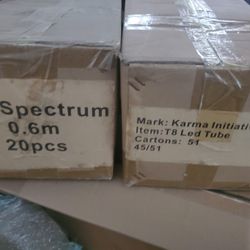 Spectrum
0.6m
20pcs
Mark: Karma Initiati
Item:T8 Led Tube
Cartons: 51
45/51